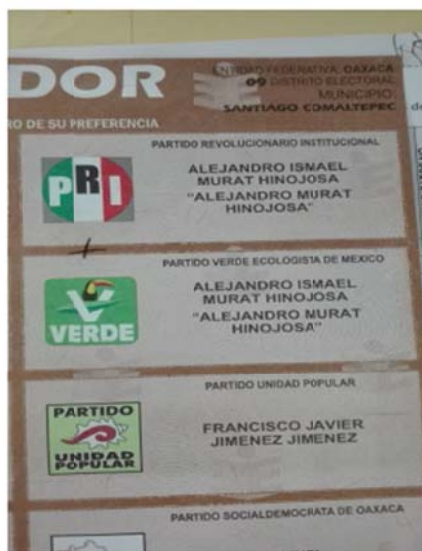 DOR
ENTIDAD FEDERATIVA: OAXACA
09 DISTRITO ELECTORAL
MUNICIPIO:
SANTIAGO COMALTEPEC
RO DE SU PREFERENCIA
PARTIDO REVOLUCIONARIO INSTITUCIONAL
PRI
ALEJANDRO ISMAEL
MURAT HINOJOSA
"ALEJANDRO MURAT
HINOJOSA"
PARTIDO VERDE ECOLOGISTA DE MEXICO
VERDE
ALEJANDRO ISMAEL
MURAT HINOJOSA
"ALEJANDRO MURAT
HINOJOSA"
PARTIDO UNIDAD POPULAR
PARTIDO
UNIDAD
POPULAR
FRANCISCO JAVIER
JIMENEZ JIMENEZ
PARTIDO SOCIALDEMOCRATA DE OAXACA